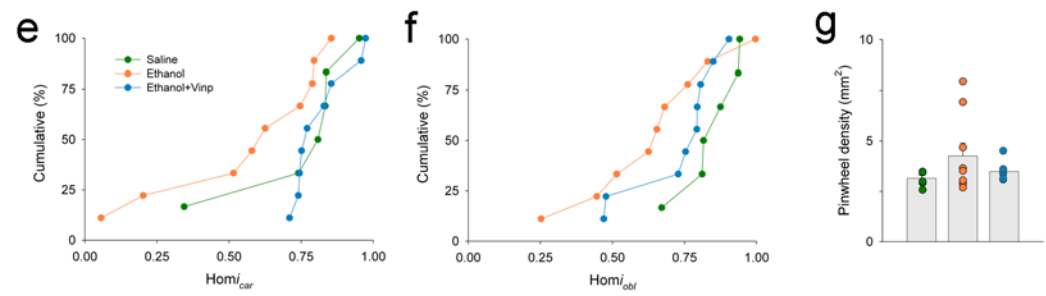 e
100
75
50
25
0
Cumulative (%)
Saline
Ethanol
Ethanol+Vinp
0.00
0.25
0.50
0.75
1.00
Homi_car
f
100
75
50
25
0
Cumulative (%)
0.00
0.25
0.50
0.75
1.00
Homi_obl
g
10
5
0
Pinwheel density (mm²)